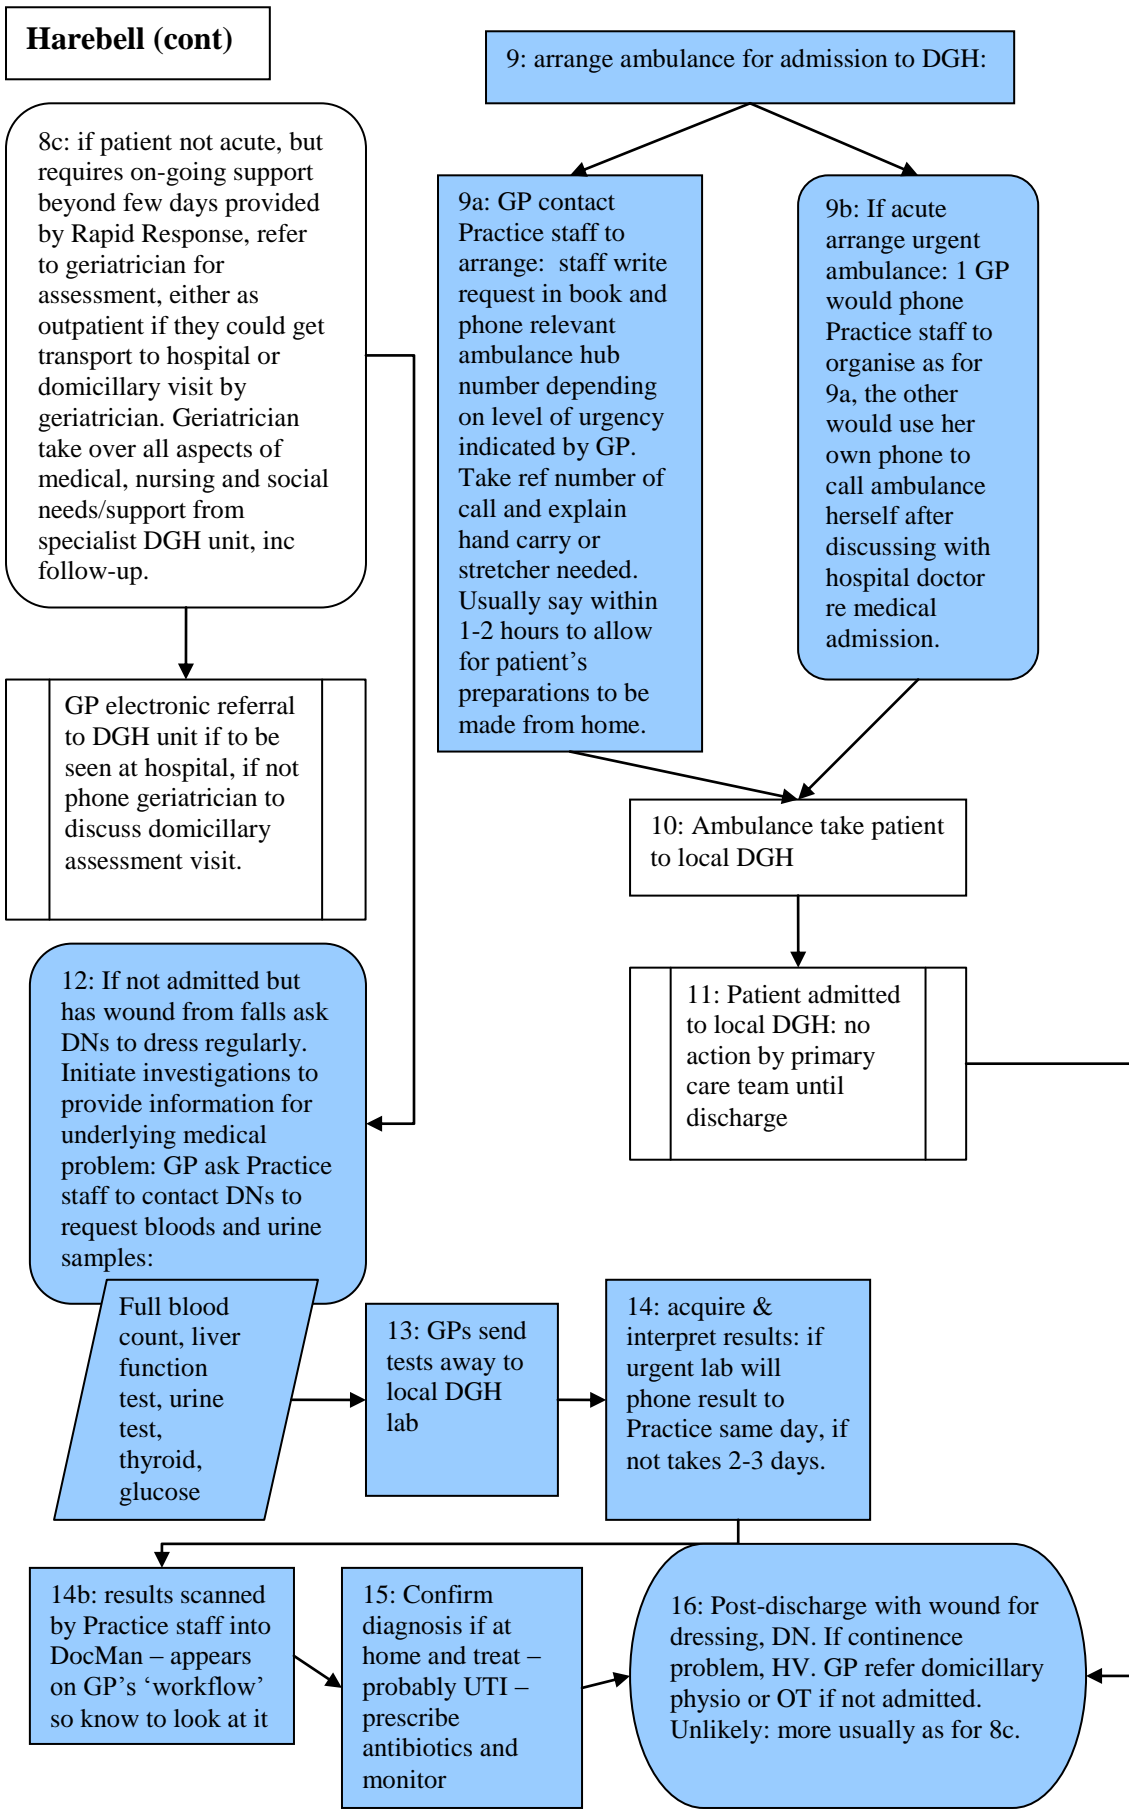 Harebell (cont)
9: arrange ambulance for admission to DGH:
8c: if patient not acute, but
requires on-going support
beyond few days provided
by Rapid Response, refer
to geriatrician for
assessment, either as
outpatient if they could get
transport to hospital or
domicillary visit by
geriatrician. Geriatrician
take over all aspects of
medical, nursing and social
needs/support from
specialist DGH unit, inc
follow-up.
9a: GP contact
Practice staff to
arrange:  staff write
request in book and
phone relevant
ambulance hub
number depending
on level of urgency
indicated by GP.
Take ref number of
call and explain
hand carry or
stretcher needed.
Usually say within
1-2 hours to allow
for patient’s
preparations to be
made from home.
9b: If acute
arrange urgent
ambulance: 1 GP
would phone
Practice staff to
organise as for
9a, the other
would use her
own phone to
call ambulance
herself after
discussing with
hospital doctor
re medical
admission.
GP electronic referral
to DGH unit if to be
seen at hospital, if not
phone geriatrician to
discuss domicillary
assessment visit.
10: Ambulance take patient
to local DGH
11: Patient admitted
to local DGH: no
action by primary
care team until
discharge
12: If not admitted but
has wound from falls ask
DNs to dress regularly.
Initiate investigations to
provide information for
underlying medical
problem: GP ask Practice
staff to contact DNs to
request bloods and urine
samples:
Full blood
count, liver
function
test, urine
test,
thyroid,
glucose
13: GPs send
tests away to
local DGH
lab
14: acquire &
interpret results: if
urgent lab will
phone result to
Practice same day, if
not takes 2-3 days.
14b: results scanned
by Practice staff into
DocMan – appears
on GP’s ‘workflow’
so know to look at it
15: Confirm
diagnosis if at
home and treat –
probably UTI –
prescribe
antibiotics and
monitor
16: Post-discharge with wound for
dressing, DN. If continence
problem, HV. GP refer domicillary
physio or OT if not admitted.
Unlikely: more usually as for 8c.